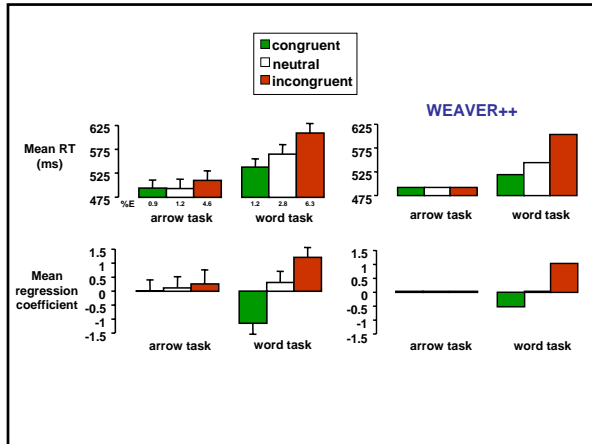 congruent
neutral
incongruent
WEAVER++
Mean RT
(ms)
625
575
525
475
%E 0.9 1.2 4.6 1.2 2.8 6.3
arrow task word task
625
575
525
475
arrow task word task
Mean
regression
coefficient
1.5
1
0.5
0
-0.5
-1
-1.5
arrow task word task
1.5
1
0.5
0
-0.5
-1
1.5
arrow task word task